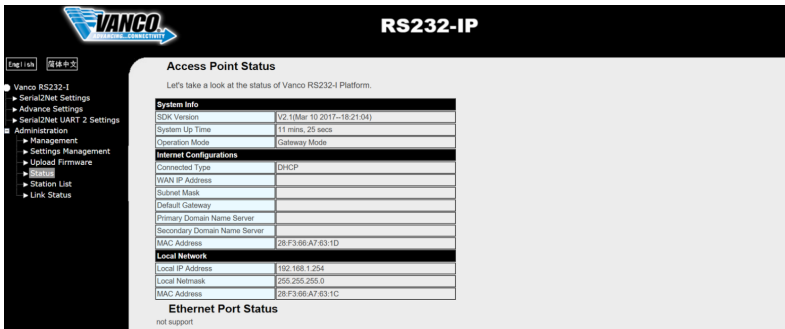 VANCO
ADVANCING...CONNECTIVITY
RS232-IP
English 简体中文
Vanco RS232-I
Serial2Net Settings
Advance Settings
Serial2Net UART 2 Settings
Administration
Management
Settings Management
Upload Firmware
Status
Station List
Link Status
Access Point Status
Let's take a look at the status of Vanco RS232-I Platform.
System Info
SDK Version V2.1(Mar 10 2017--18:21:04)
System Up Time 11 mins, 25 secs
Operation Mode Gateway Mode
Internet Configurations
Connected Type DHCP
WAN IP Address
Subnet Mask
Default Gateway
Primary Domain Name Server
Secondary Domain Name Server
MAC Address 28:F3:66:A7:63:1D
Local Network
Local IP Address 192.168.1.254
Local Netmask 255.255.255.0
MAC Address 28:F3:66:A7:63:1C
Ethernet Port Status
not support